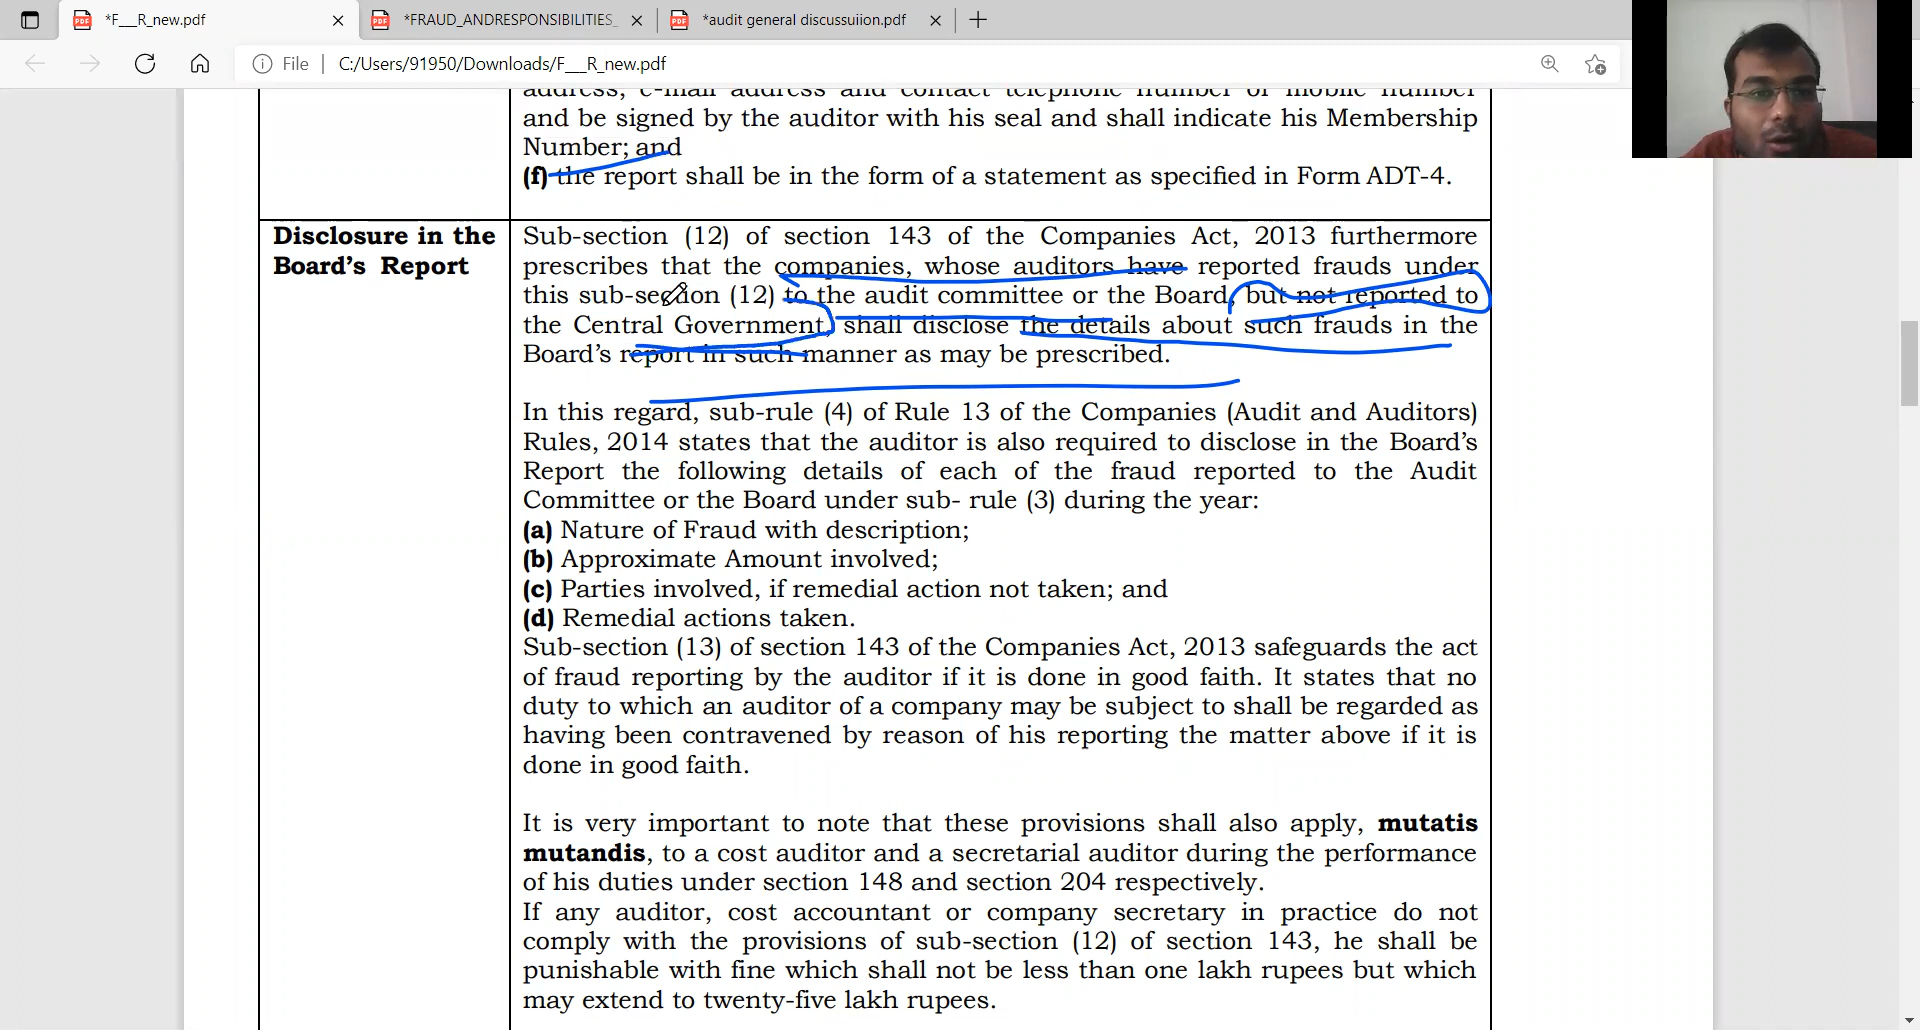 *F___R_new.pdf
*FRAUD_ANDRESPONSIBILITIES_
*audit general discussuiion.pdf
File
C:/Users/91950/Downloads/F___R_new.pdf
address, e-mail address and contact telephone number or mobile number
and be signed by the auditor with his seal and shall indicate his Membership
Number; and
(f) the report shall be in the form of a statement as specified in Form ADT-4.
Disclosure in the
Board’s Report
Sub-section (12) of section 143 of the Companies Act, 2013 furthermore
prescribes that the companies, whose auditors have reported frauds under
this sub-section (12) to the audit committee or the Board, but not reported to
the Central Government, shall disclose the details about such frauds in the
Board’s report in such manner as may be prescribed.
In this regard, sub-rule (4) of Rule 13 of the Companies (Audit and Auditors)
Rules, 2014 states that the auditor is also required to disclose in the Board’s
Report the following details of each of the fraud reported to the Audit
Committee or the Board under sub- rule (3) during the year:
(a) Nature of Fraud with description;
(b) Approximate Amount involved;
(c) Parties involved, if remedial action not taken; and
(d) Remedial actions taken.
Sub-section (13) of section 143 of the Companies Act, 2013 safeguards the act
of fraud reporting by the auditor if it is done in good faith. It states that no
duty to which an auditor of a company may be subject to shall be regarded as
having been contravened by reason of his reporting the matter above if it is
done in good faith.
It is very important to note that these provisions shall also apply, mutatis
mutandis, to a cost auditor and a secretarial auditor during the performance
of his duties under section 148 and section 204 respectively.
If any auditor, cost accountant or company secretary in practice do not
comply with the provisions of sub-section (12) of section 143, he shall be
punishable with fine which shall not be less than one lakh rupees but which
may extend to twenty-five lakh rupees.